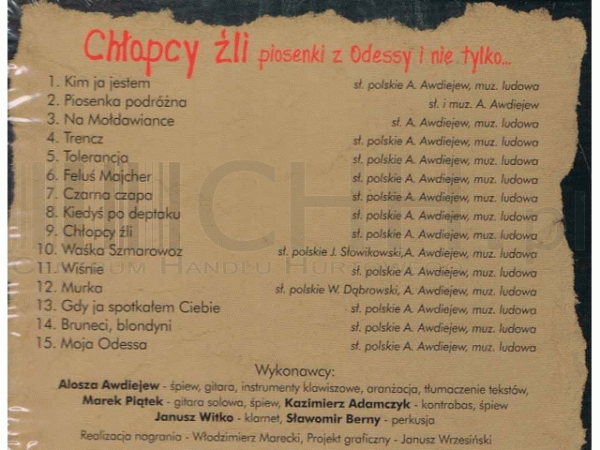 Chłopcy źli piosenki z Odessy i nie tylko...
1. Kim ja jestem sł. polskie A. Awdiejew, muz. ludowa
2. Piosenka podróżna sł. i muz. A. Awdiejew
3. Na Mołdawiance sł. A. Awdiejew, muz. ludowa
4. Trencz sł. polskie A. Awdiejew, muz. ludowa
5. Tolerancja sł. polskie A. Awdiejew, muz. ludowa
6. Feluś Majcher sł. polskie A. Awdiejew, muz. ludowa
7. Czarna czapa sł. polskie A. Awdiejew, muz. ludowa
8. Kiedyś po deptaku sł. polskie A. Awdiejew, muz. ludowa
9. Chłopcy źli sł. polskie A. Awdiejew, muz. ludowa
10. Waśka Szmarowoz sł. polskie J. Słowikowski,A. Awdiejew, muz. ludowa
11. Wiśnie sł. polskie A. Awdiejew, muz. ludowa
12. Murka sł. polskie W. Dąbrowski, A. Awdiejew, muz. ludowa
13. Gdy ja spotkałem Ciebie sł. polskie A. Awdiejew, muz. ludowa
14. Bruneci, blondyni sł. polskie A. Awdiejew, muz. ludowa
15. Moja Odessa sł. polskie A. Awdiejew, muz. ludowa
Wykonawcy:
Alosza Awdiejew - śpiew, gitara, instrumenty klawiszowe, aranżacja, tłumaczenie tekstów,
Marek Piątek - gitara solowa, śpiew, Kazimierz Adamczyk - kontrabas, śpiew
Janusz Witko - klarnet, Sławomir Berny - perkusja
Realizacja nagrania - Włodzimierz Marecki, Projekt graficzny - Janusz Wrzesiński